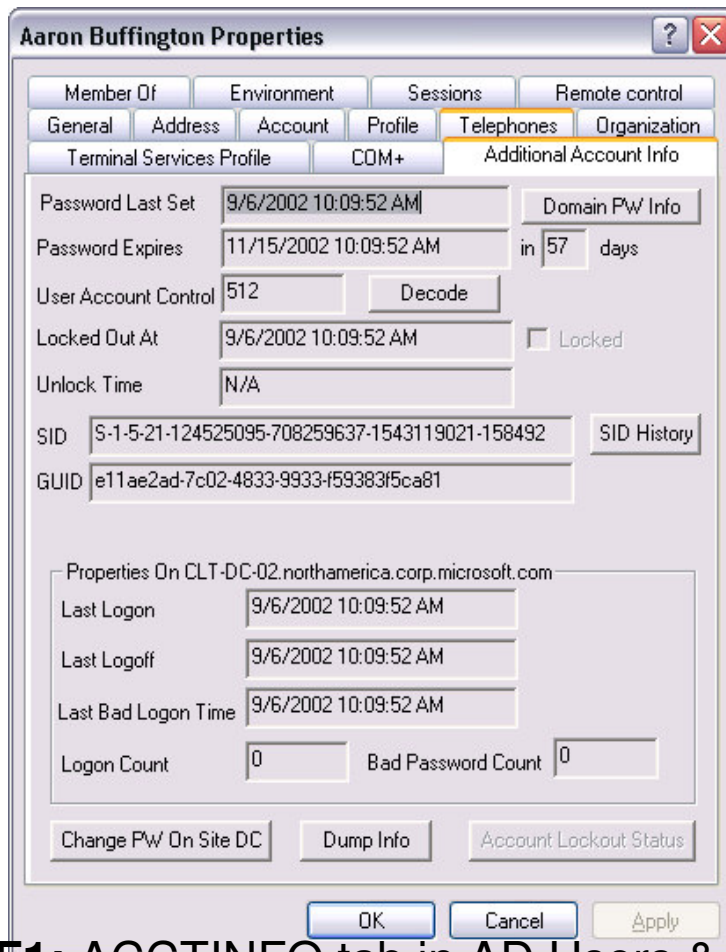 Aaron Buffington Properties
Member Of Environment Sessions Remote control
General Address Account Profile Telephones Organization
Terminal Services Profile COM+ Additional Account Info
Password Last Set 9/6/2002 10:09:52 AM Domain PW Info
Password Expires 11/15/2002 10:09:52 AM in 57 days
User Account Control 512 Decode
Locked Out At 9/6/2002 10:09:52 AM Locked
Unlock Time N/A
SID S-1-5-21-124525095-708259637-1543119021-158492 SID History
GUID e11ae2ad-7c02-4833-9933-f59383f5ca81
Properties On CLT-DC-02.northamerica.corp.microsoft.com
Last Logon 9/6/2002 10:09:52 AM
Last Logoff 9/6/2002 10:09:52 AM
Last Bad Logon Time 9/6/2002 10:09:52 AM
Logon Count 0 Bad Password Count 0
Change PW On Site DC Dump Info Account Lockout Status
OK Cancel Apply
ACCTINFO tab in AD Users &